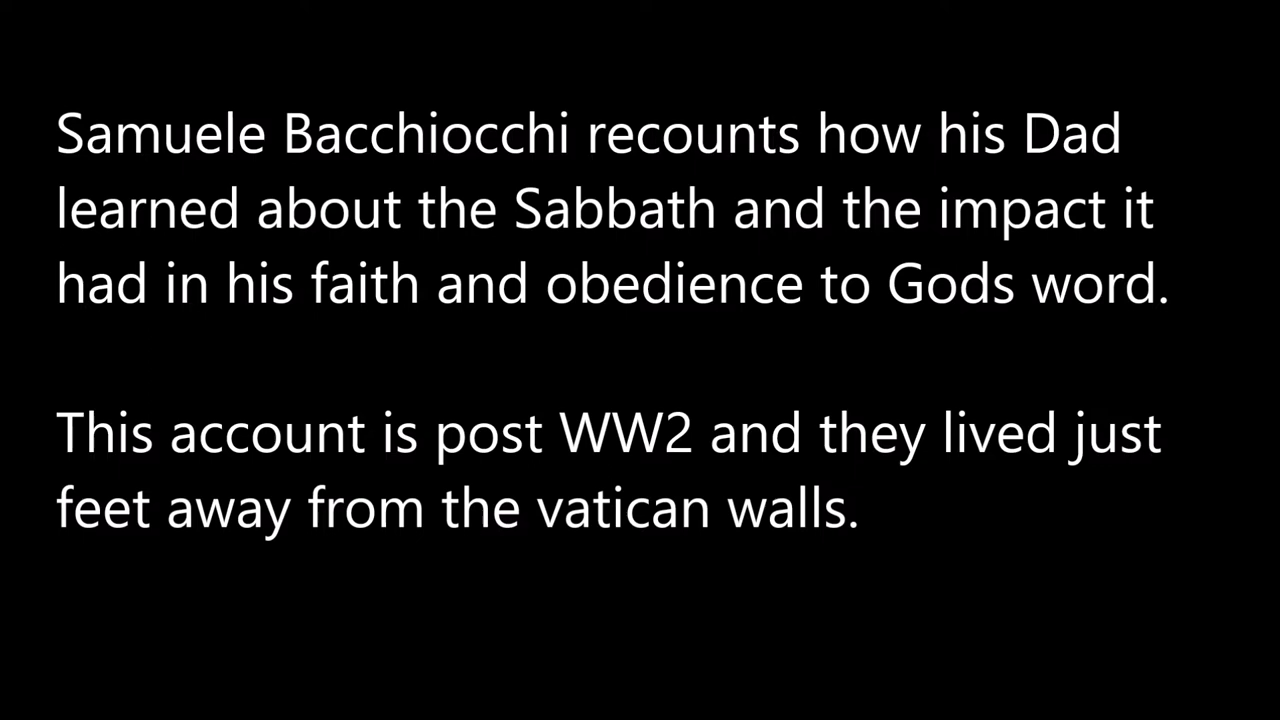 Samuele Bacchiocchi recounts how his Dad
learned about the Sabbath and the impact it
had in his faith and obedience to Gods word.
This account is post WW2 and they lived just
feet away from the vatican walls.